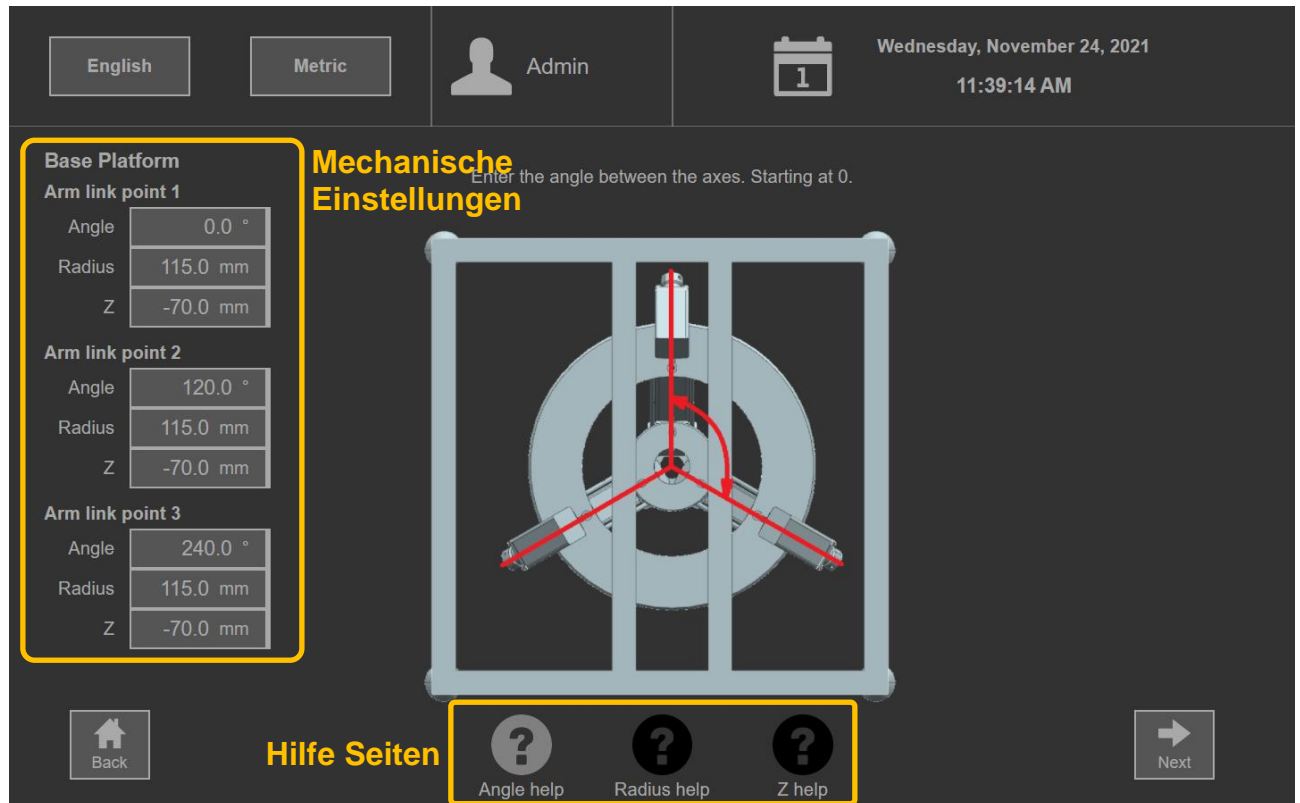 English
Metric
Admin
1
Wednesday, November 24, 2021
11:39:14 AM
Base Platform
Arm link point 1
Angle 0.0 °
Radius 115.0 mm
Z -70.0 mm
Arm link point 2
Angle 120.0 °
Radius 115.0 mm
Z -70.0 mm
Arm link point 3
Angle 240.0 °
Radius 115.0 mm
Z -70.0 mm
Mechanische
Einstellungen
Enter the angle between the axes. Starting at 0.
Back
Hilfe Seiten
? ? ?
Angle help Radius help Z help
Next